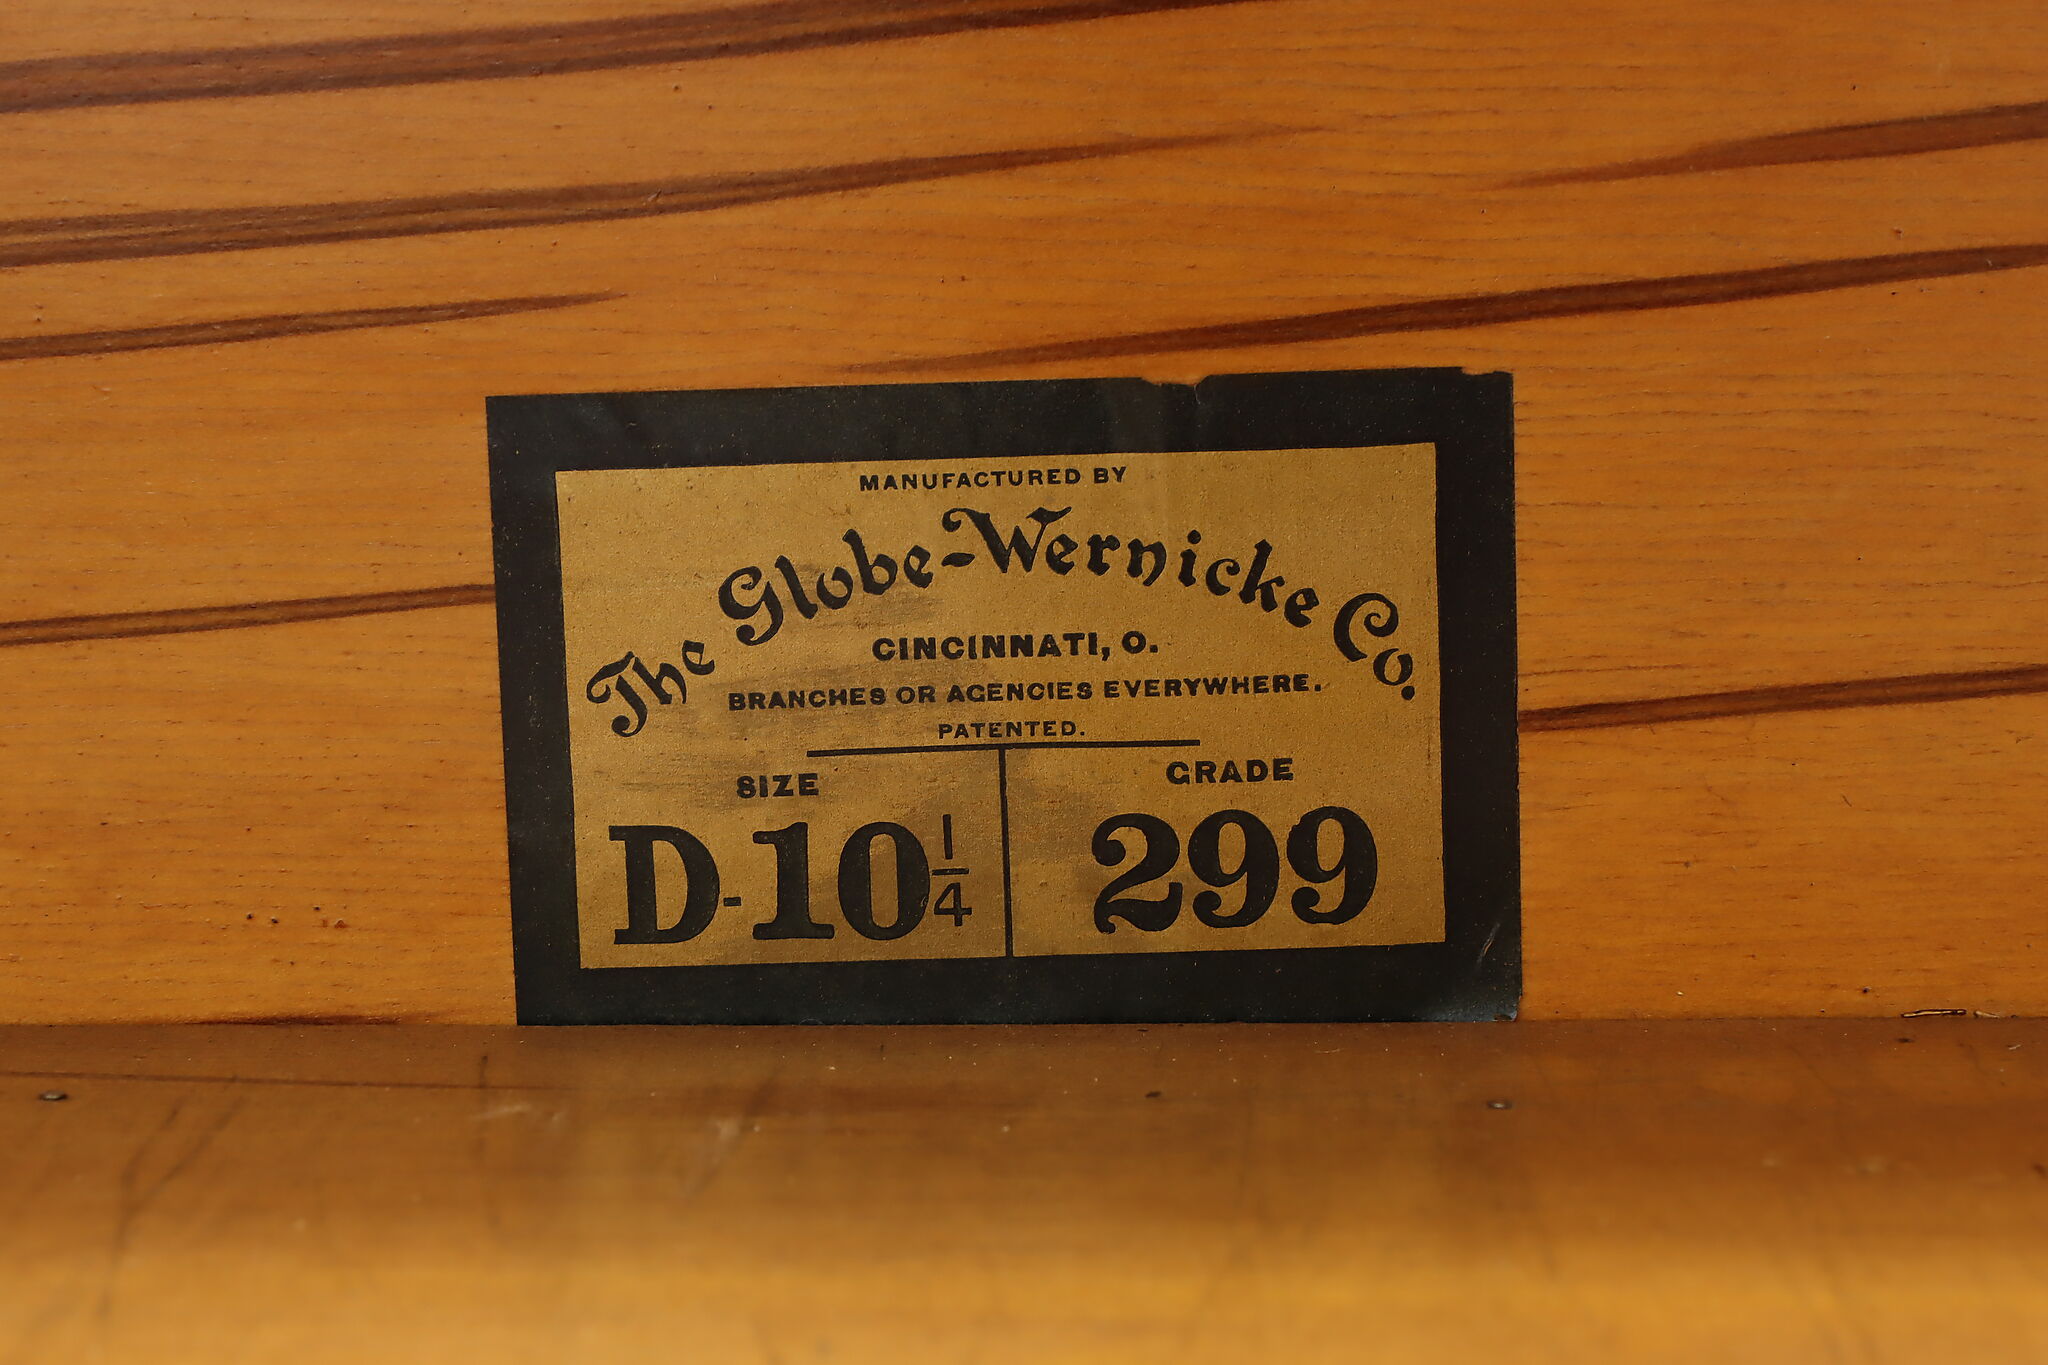 MANUFACTURED BY
The Globe-Wernicke Co.
CINCINNATI, O.
BRANCHES OR AGENCIES EVERYWHERE.
PATENTED.
SIZE
D-10 1/4
GRADE
299